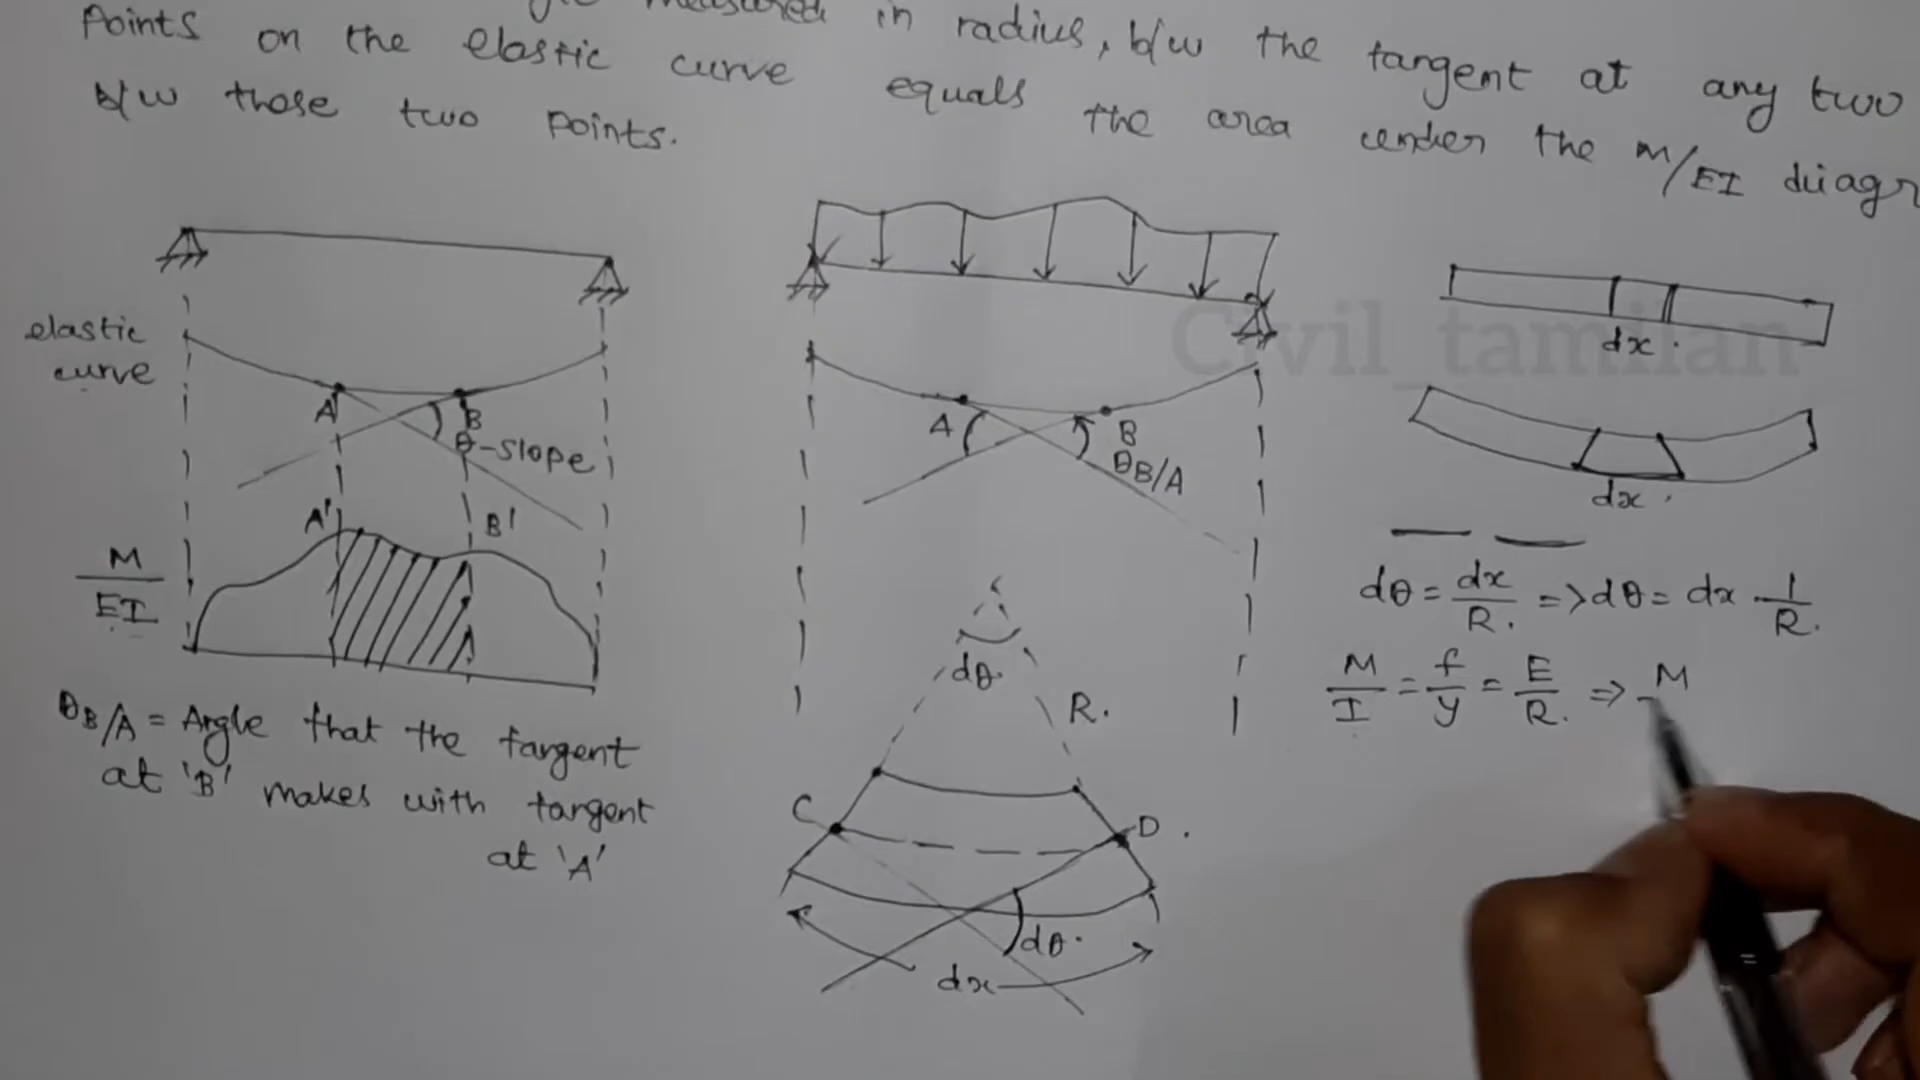 measured in radius, b/w the tangent at any two
Points on the elastic curve equals the area under the M/EI diagr
b/w those two points.
elastic
curve
A
B
θ-slope
A'
B'
M
EI
θB/A = Angle that the tangent
at 'B' makes with tangent
at 'A'
A
B
θB/A
dθ.
R.
C
D.
dθ.
dx
Civil_tamilan
dx.
dx.
dθ = dx/R. => dθ = dx 1/R.
M/I = f/y = E/R. => M